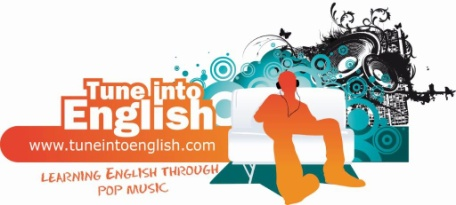 Tune into
English
www.tuneintoenglish.com
LEARNING ENGLISH THROUGH
POP MUSIC